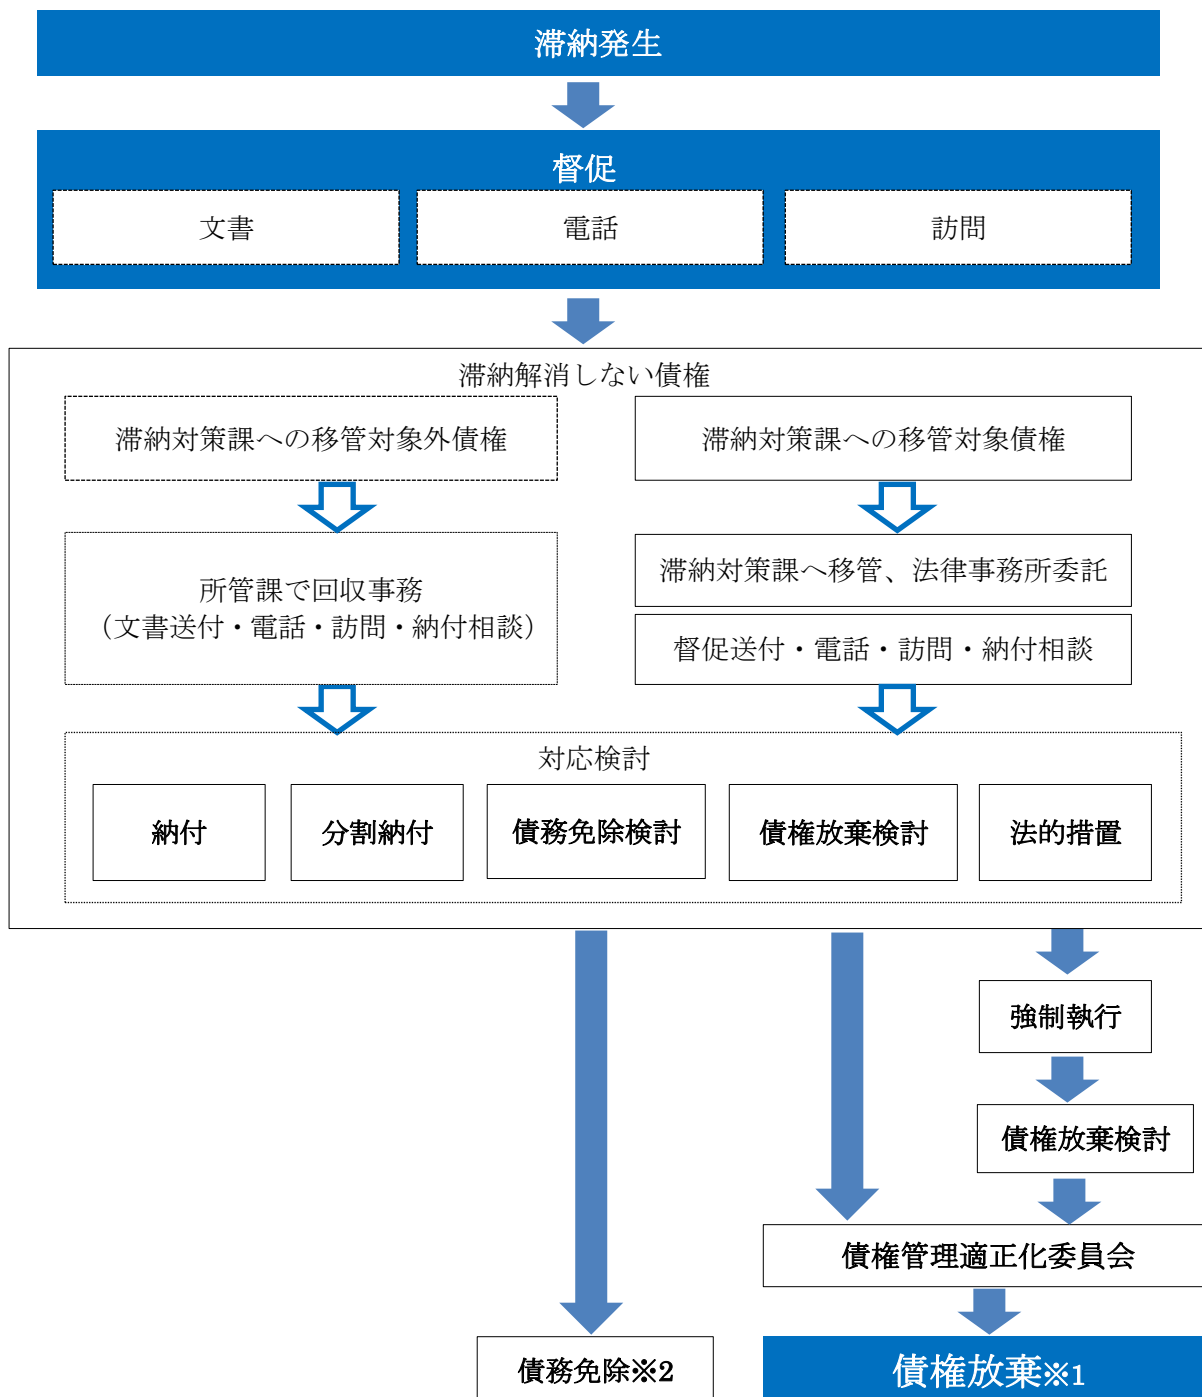 滞納発生
督促
文書
電話
訪問
滞納解消しない債権
滞納対策課への移管対象外債権
滞納対策課への移管対象債権
所管課で回収事務
（文書送付・電話・訪問・納付相談）
滞納対策課へ移管、法律事務所委託
督促送付・電話・訪問・納付相談
対応検討
納付
分割納付
債務免除検討
債権放棄検討
法的措置
強制執行
債権放棄検討
債権管理適正化委員会
債務免除※2
債権放棄※1